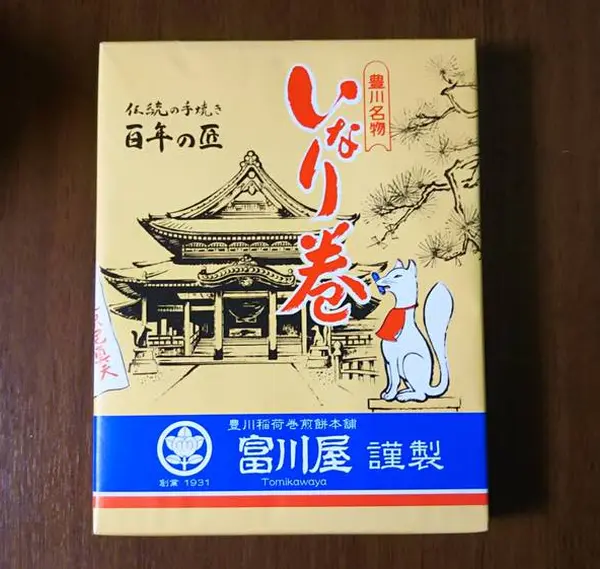 豊川名物
いなり巻
伝統の手焼き
百年の匠
豊川稲荷巻煎餅本舗
富川屋 謹製
Tomikawaya
創業 1931